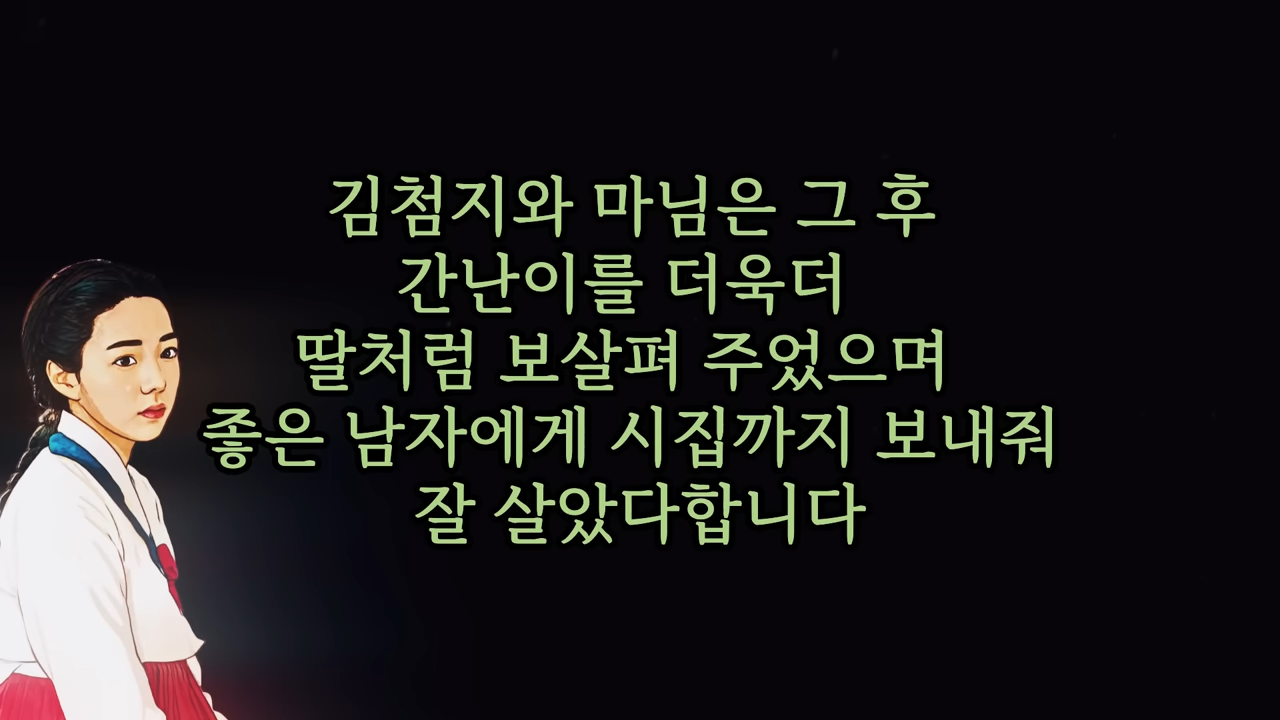 김첨지와 마님은 그 후
간난이를 더욱더
딸처럼 보살펴 주었으며
좋은 남자에게 시집까지 보내줘
잘 살았다합니다